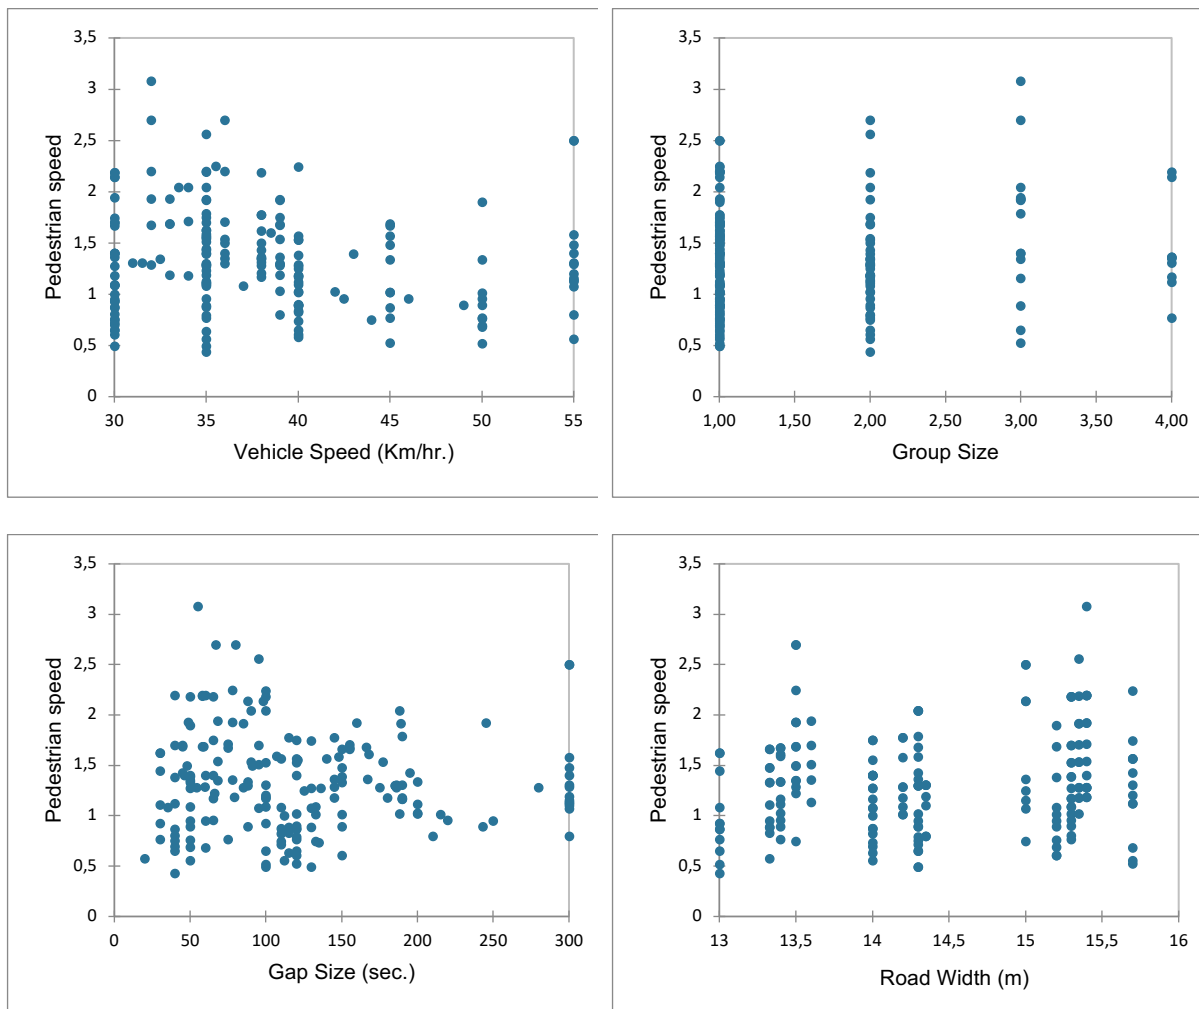 3,5
3
2,5
2
1,5
1
0,5
0
30 35 40 45 50 55
Pedestrian speed
Vehicle Speed (Km/hr.)
3,5
3
2,5
2
1,5
1
0,5
0
1,00 1,50 2,00 2,50 3,00 3,50 4,00
Pedestrian speed
Group Size
3,5
3
2,5
2
1,5
1
0,5
0
0 50 100 150 200 250 300
Pedestrian speed
Gap Size (sec.)
3,5
3
2,5
2
1,5
1
0,5
0
13 13,5 14 14,5 15 15,5 16
Pedestrian speed
Road Width (m)